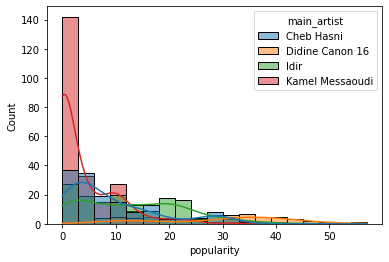 main_artist
Cheb Hasni
Didine Canon 16
Idir
Kamel Messaoudi
140
120
100
80
60
40
20
0
Count
0
10
20
30
40
50
popularity